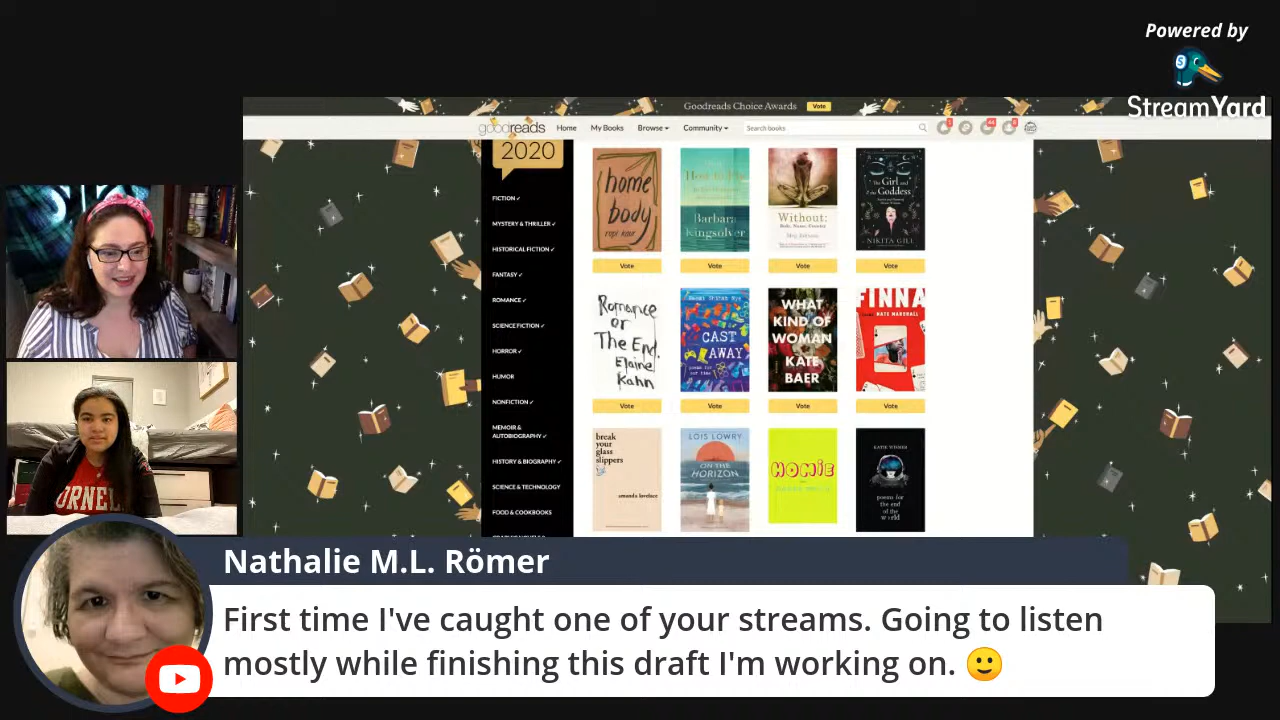 Powered by
StreamYard
Goodreads Choice Awards Vote
goodreads Home My Books Browse Community Search books
2020
FICTION ✓
MYSTERY & THRILLER ✓
HISTORICAL FICTION ✓
FANTASY ✓
ROMANCE ✓
SCIENCE FICTION ✓
HORROR ✓
HUMOR
NONFICTION ✓
MEMOIR &
AUTOBIOGRAPHY ✓
HISTORY & BIOGRAPHY ✓
SCIENCE & TECHNOLOGY
FOOD & COOKBOOKS
home
body
rupi kaur
Barbara
Kingsolver
Without:
The Girl and
the Goddess
NIKITA GILL
Vote
Vote
Vote
Vote
Romance
or
The End
Elaine
Kahn
Naomi Shihab Nye
CAST
AWAY
WHAT
KIND OF
WOMAN
KATE
BAER
FINNA
NATE MARSHALL
Vote
Vote
Vote
Vote
break
your
glass
slippers
amanda lovelace
LOIS LOWRY
ON THE
HORIZON
HOMIE
poems for
the end
of the
world
CORNEL
Nathalie M.L. Römer
First time I've caught one of your streams. Going to listen
mostly while finishing this draft I'm working on. 🙂